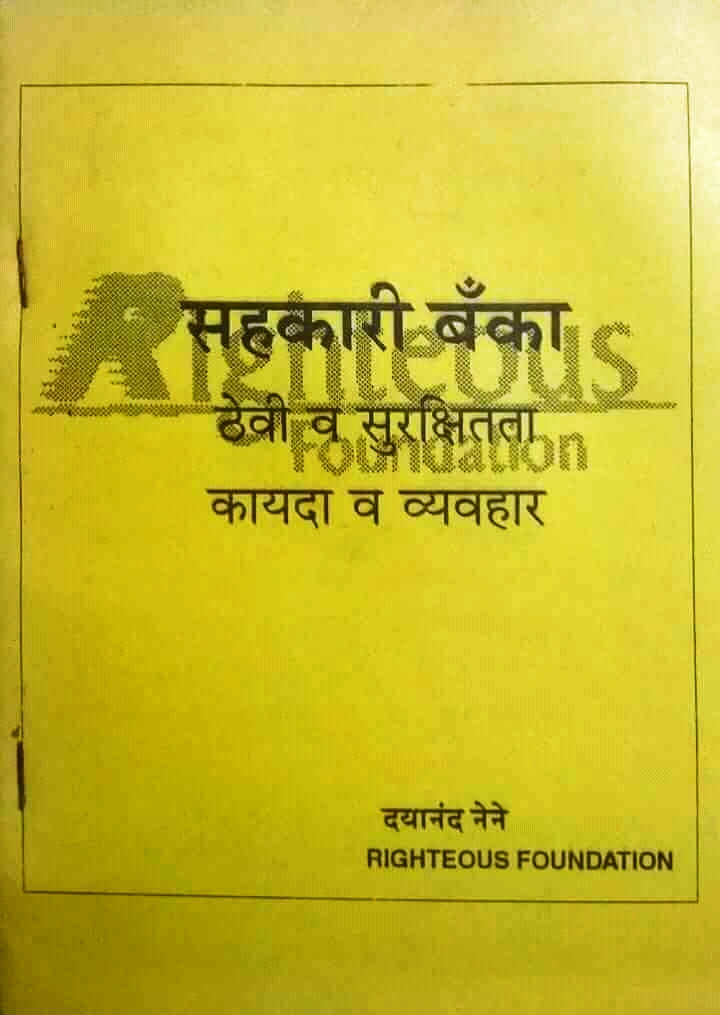 सहकारी बँका
Righteous
ठेवी व सुरक्षितता
Foundation
कायदा व व्यवहार
दयानंद नेने
RIGHTEOUS FOUNDATION